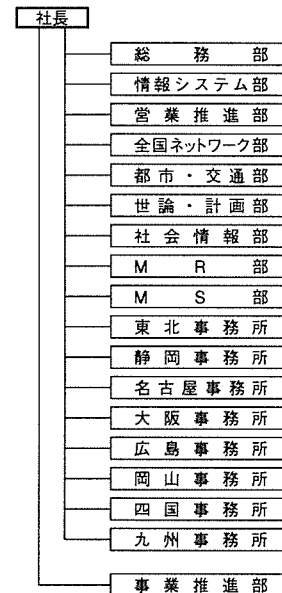 社長
総務部
情報システム部
営業推進部
全国ネットワーク部
都市・交通部
世論・計画部
社会情報部
MR部
MS部
東北事務所
静岡事務所
名古屋事務所
大阪事務所
広島事務所
岡山事務所
四国事務所
九州事務所
事業推進部